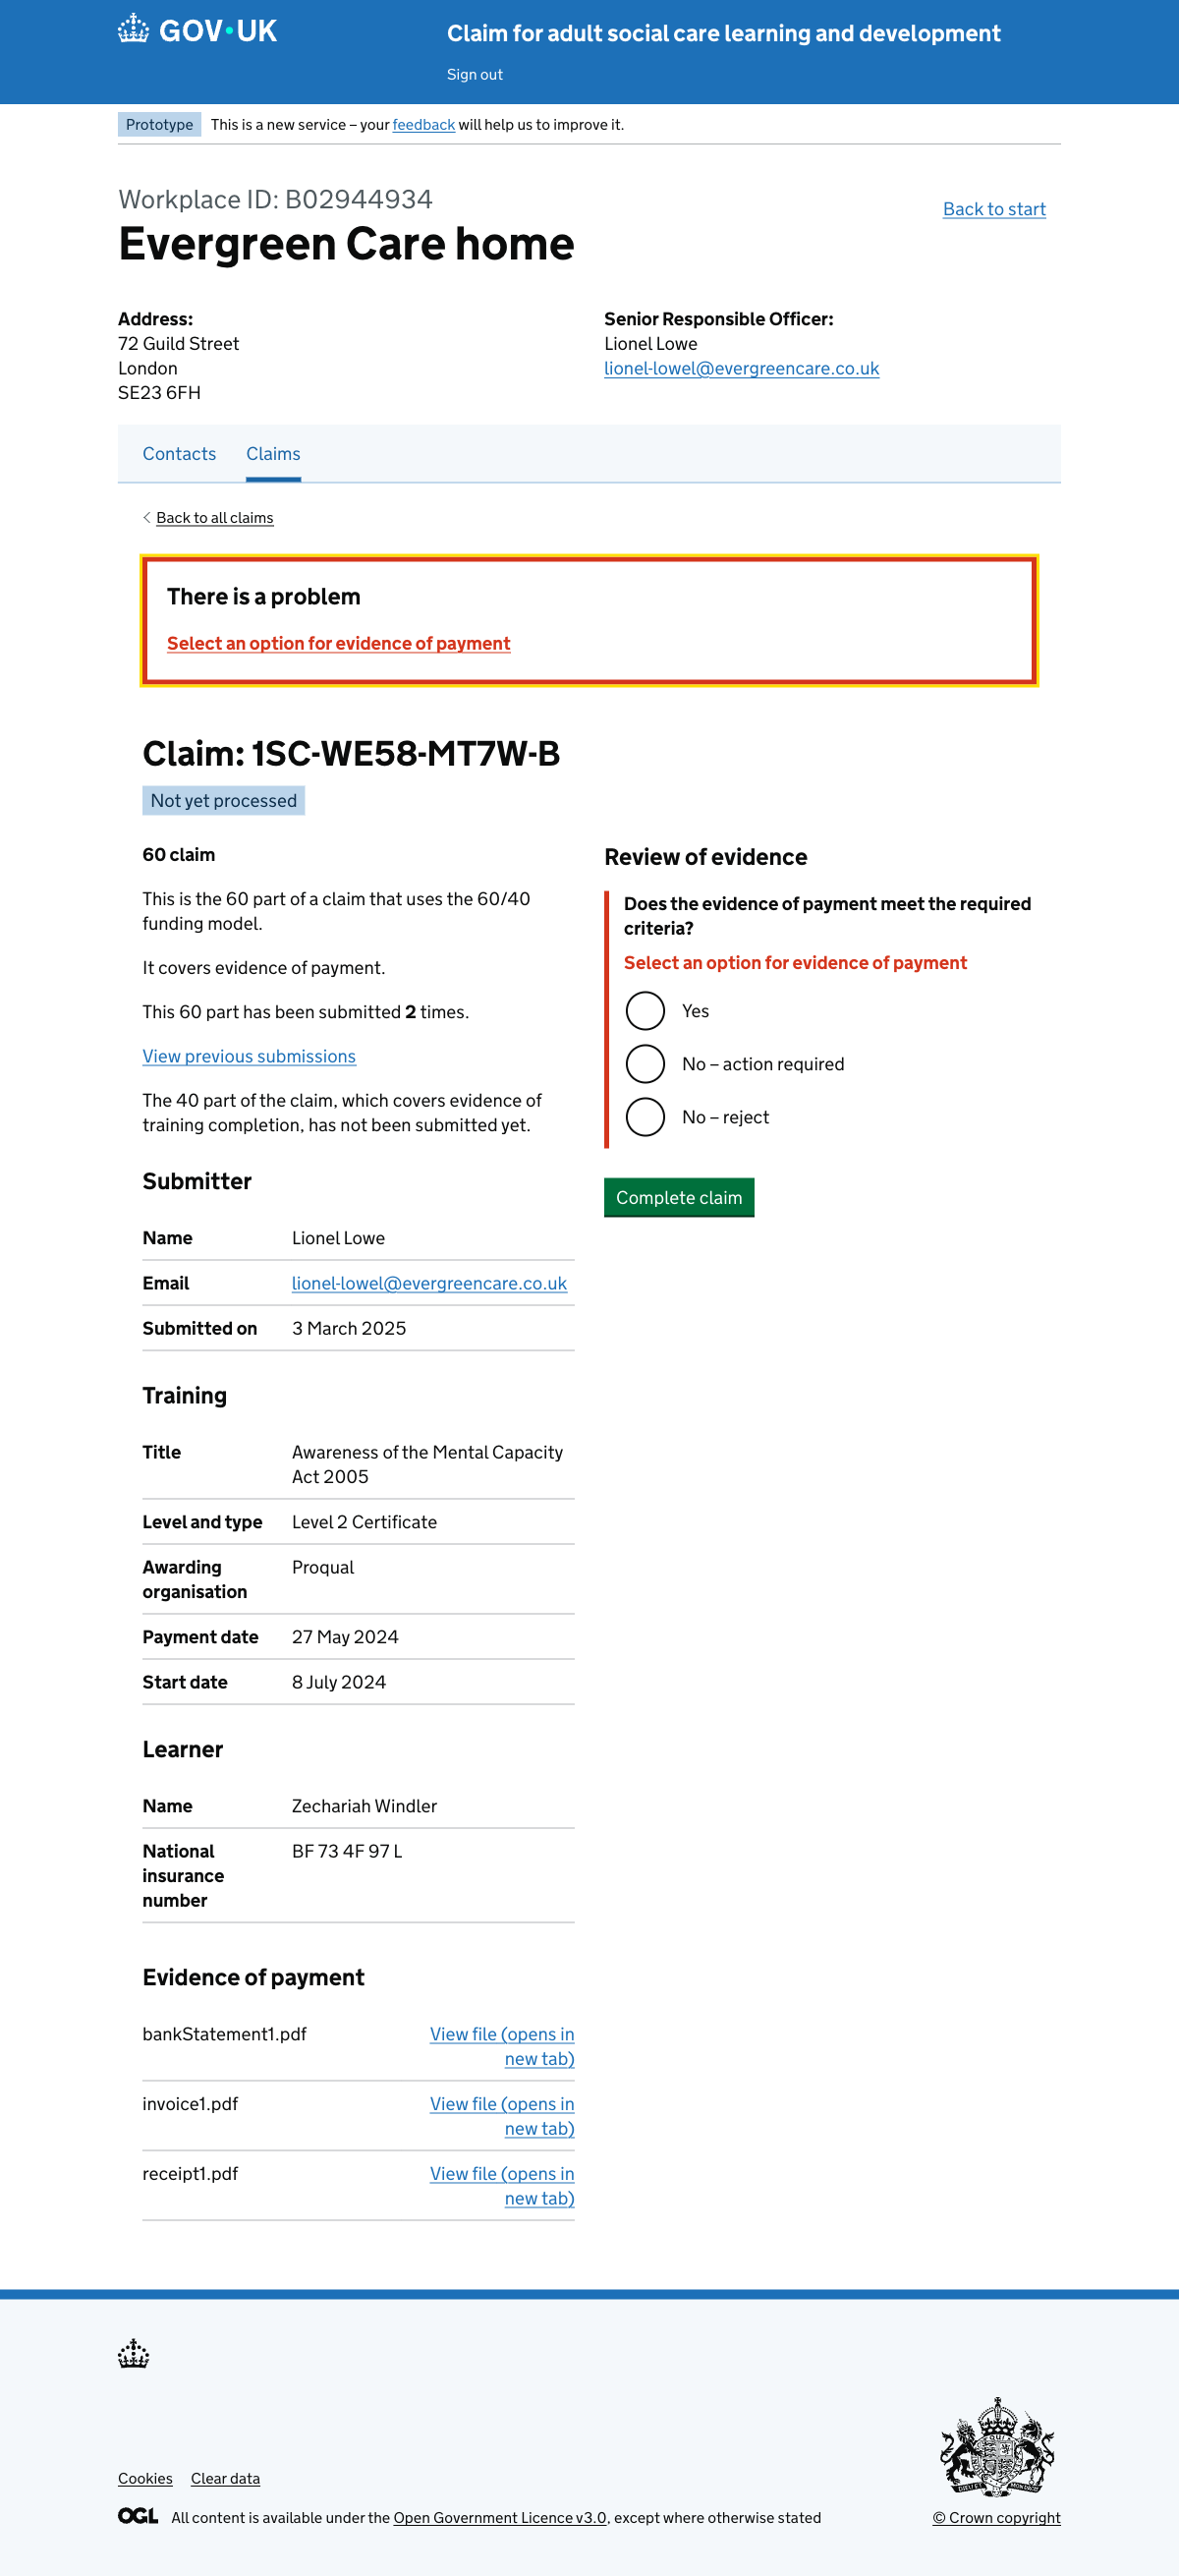 GOV·UK
Claim for adult social care learning and development
Sign out
Prototype This is a new service – your feedback will help us to improve it.
Workplace ID: B02944934
Back to start
Evergreen Care home
Address:
72 Guild Street
London
SE23 6FH
Senior Responsible Officer:
Lionel Lowe
lionel-lowel@evergreencare.co.uk
Contacts Claims
Back to all claims
There is a problem
Select an option for evidence of payment
Claim: 1SC-WE58-MT7W-B
Not yet processed
60 claim
This is the 60 part of a claim that uses the 60/40
funding model.
It covers evidence of payment.
This 60 part has been submitted 2 times.
View previous submissions
The 40 part of the claim, which covers evidence of
training completion, has not been submitted yet.
Submitter
Name Lionel Lowe
Email lionel-lowel@evergreencare.co.uk
Submitted on 3 March 2025
Training
Title Awareness of the Mental Capacity
Act 2005
Level and type Level 2 Certificate
Awarding Proqual
organisation
Payment date 27 May 2024
Start date 8 July 2024
Learner
Name Zechariah Windler
National BF 73 4F 97 L
insurance
number
Evidence of payment
bankStatement1.pdf View file (opens in
new tab)
invoice1.pdf View file (opens in
new tab)
receipt1.pdf View file (opens in
new tab)
Review of evidence
Does the evidence of payment meet the required
criteria?
Select an option for evidence of payment
Yes
No – action required
No – reject
Complete claim
Cookies Clear data
OGL All content is available under the Open Government Licence v3.0, except where otherwise stated
© Crown copyright